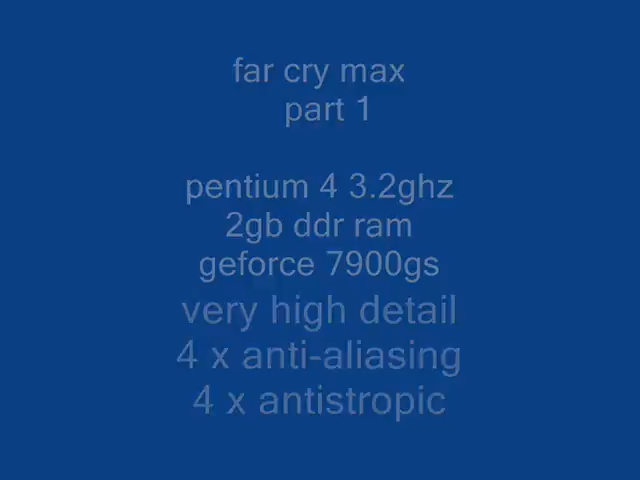 far cry max
part 1
pentium 4 3.2ghz
2gb ddr ram
geforce 7900gs
very high detail
4 x anti-aliasing
4 x antistropic